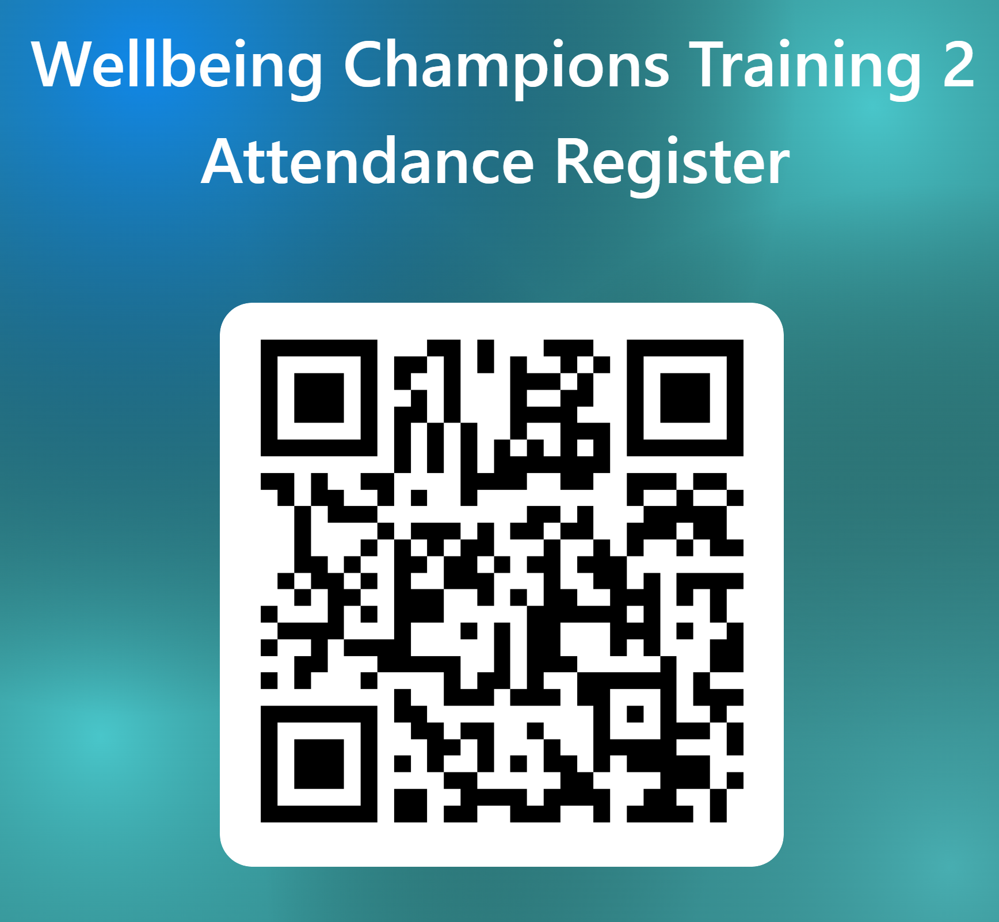 Wellbeing Champions Training 2
Attendance Register